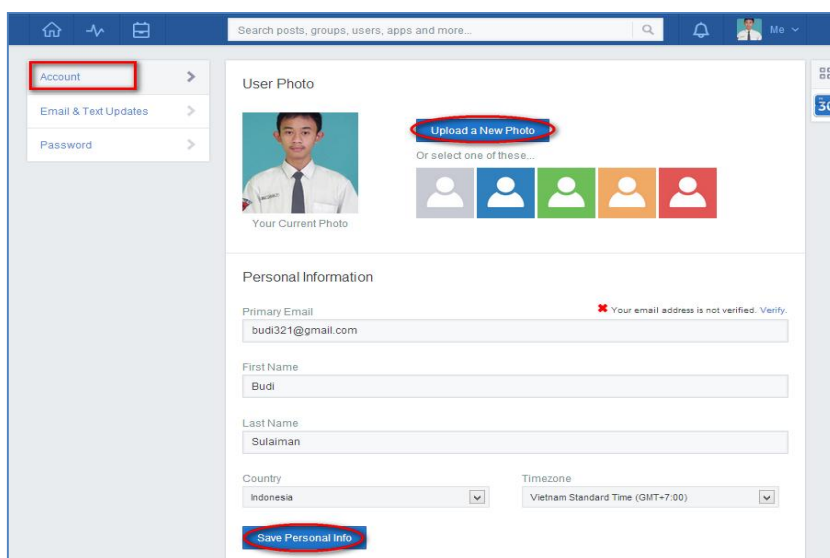 Search posts, groups, users, apps and more...
Me
Account
Email & Text Updates
Password
User Photo
Upload a New Photo
Or select one of these...
Your Current Photo
Personal Information
Primary Email
✖ Your email address is not verified. Verify.
budi321@gmail.com
First Name
Budi
Last Name
Sulaiman
Country
Timezone
Indonesia
Vietnam Standard Time (GMT+7:00)
Save Personal Info